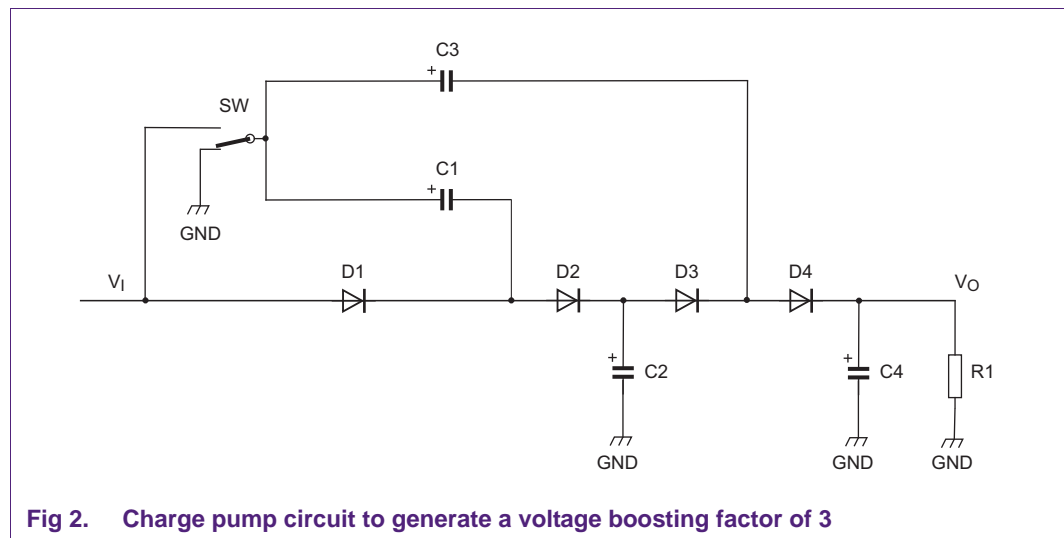 C3
+
SW
C1
+
GND
VI
D1
D2
D3
D4
VO
+
C2
+
C4
R1
GND
GND
GND
Fig 2. Charge pump circuit to generate a voltage boosting factor of 3